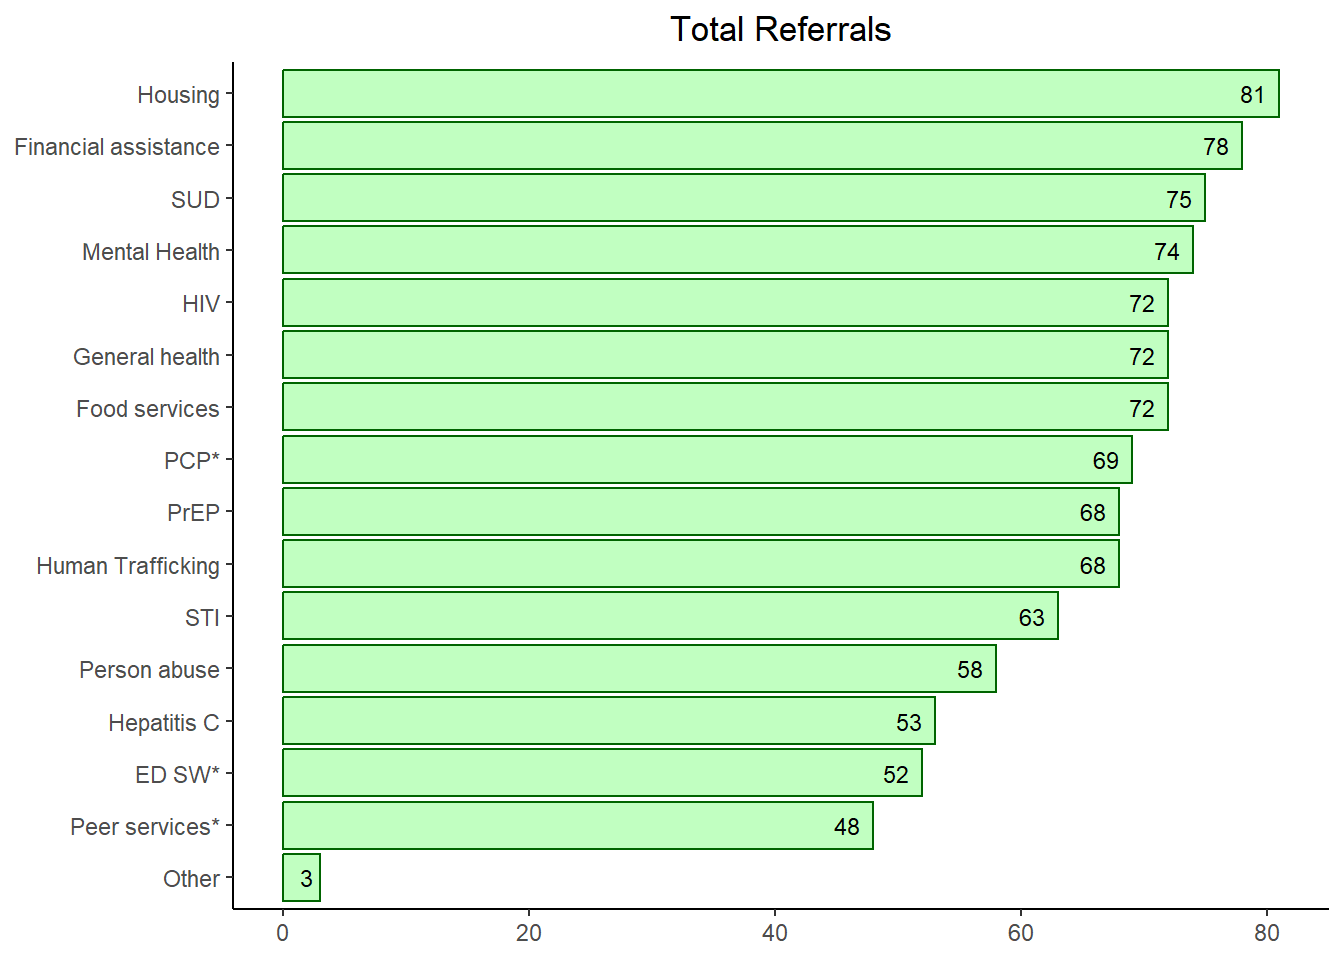 Total Referrals
Housing 81
Financial assistance 78
SUD 75
Mental Health 74
HIV 72
General health 72
Food services 72
PCP* 69
PrEP 68
Human Trafficking 68
STI 63
Person abuse 58
Hepatitis C 53
ED SW* 52
Peer services* 48
Other 3
0 20 40 60 80